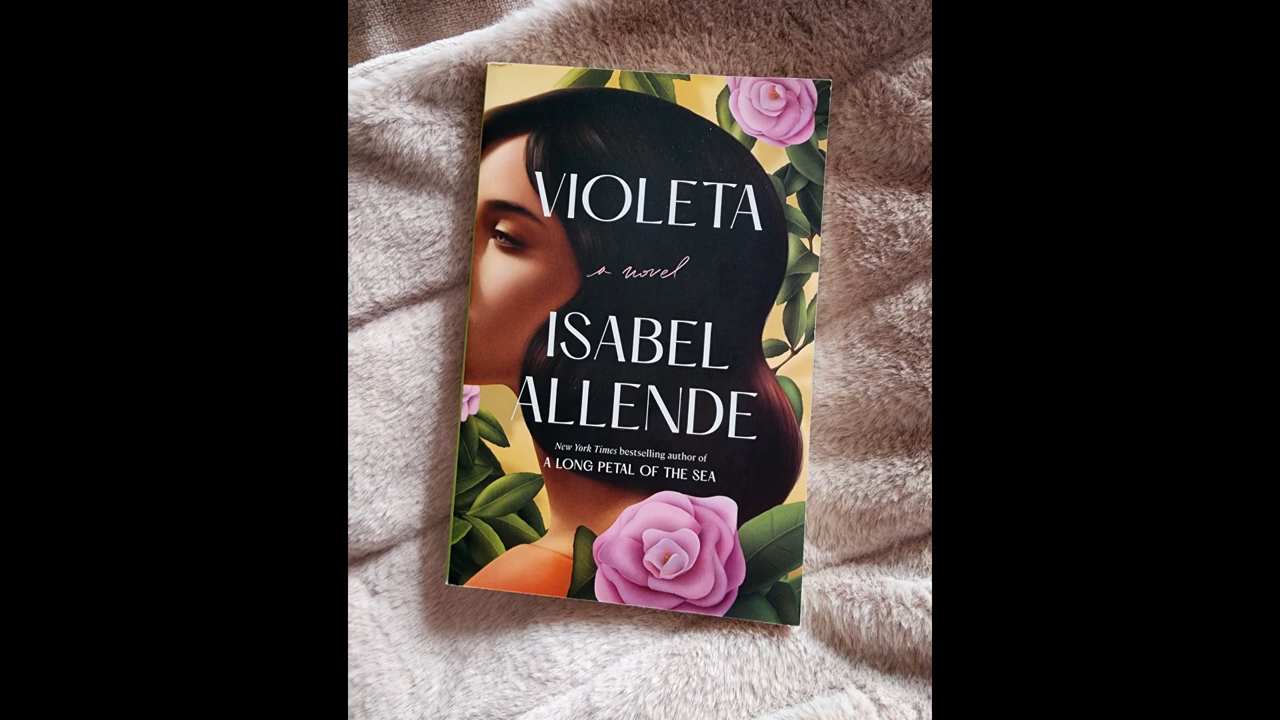 VIOLETA
a novel
ISABEL
ALLENDE
New York Times bestselling author of
A LONG PETAL OF THE SEA